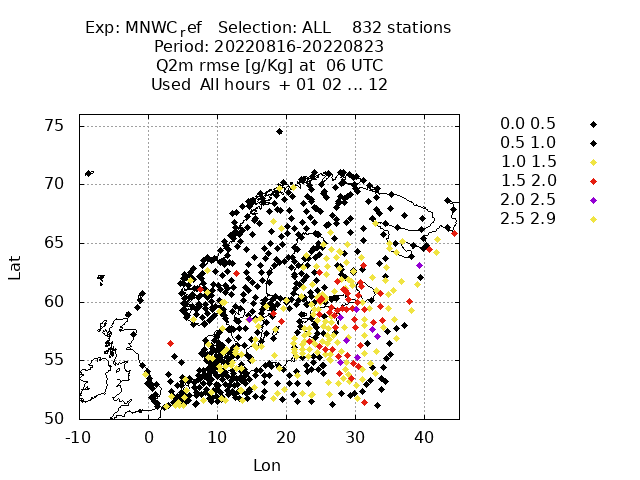 Exp: MNWC_ref Selection: ALL 832 stations
Period: 20220816-20220823
Q2m rmse [g/Kg] at 06 UTC
Used All hours + 01 02 ... 12
0.0 0.5
0.5 1.0
1.0 1.5
1.5 2.0
2.0 2.5
2.5 2.9
75
70
65
60
55
50
Lat
-10 0 10 20 30 40
Lon